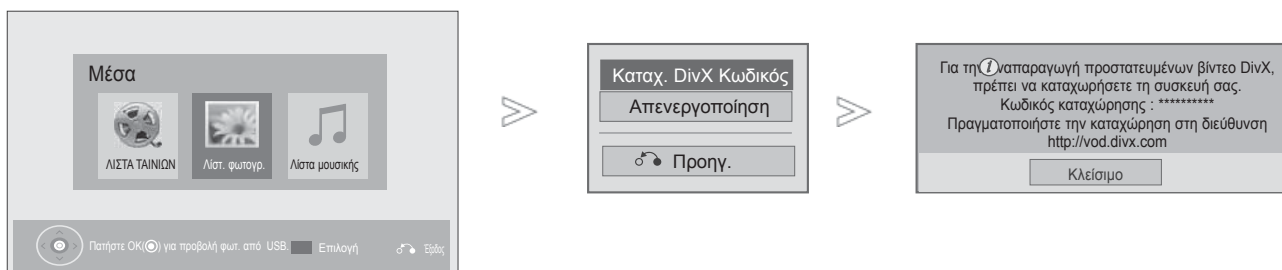 Μέσα
ΛΙΣΤΑ ΤΑΙΝΙΩΝ
Λίστ. φωτογρ.
Λίστα μουσικής
Πατήστε OK(◉) για προβολή φωτ. από USB.
Επιλογή
Έξοδος
Καταχ. DivX Κωδικός
Απενεργοποίηση
Προηγ.
Για την i ναπαραγωγή προστατευμένων βίντεο DivX,
πρέπει να καταχωρήσετε τη συσκευή σας.
Κωδικός καταχώρησης : **********
Πραγματοποιήστε την καταχώρηση στη διεύθυνση
http://vod.divx.com
Κλείσιμο